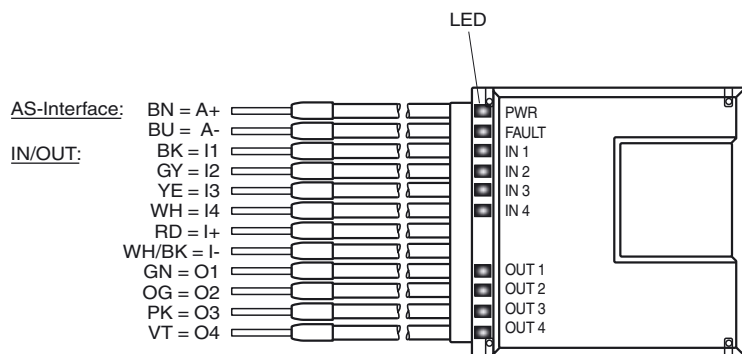 LED
AS-Interface:
BN = A+
BU = A-
IN/OUT:
BK = I1
GY = I2
YE = I3
WH = I4
RD = I+
WH/BK = I-
GN = O1
OG = O2
PK = O3
VT = O4
PWR
FAULT
IN 1
IN 2
IN 3
IN 4
OUT 1
OUT 2
OUT 3
OUT 4